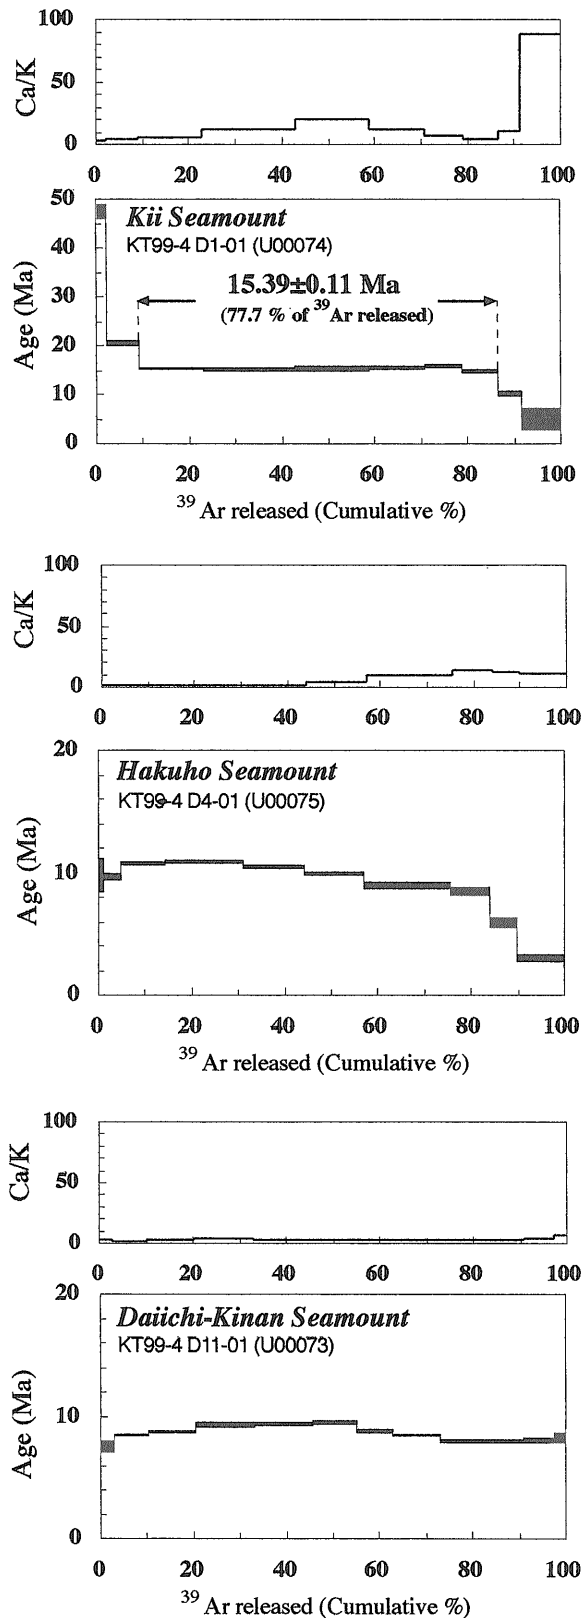 100
50
0
Ca/K
0 20 40 60 80 100
50
40
30
20
10
0
Age (Ma)
Kii Seamount
KT99-4 D1-01 (U00074)
15.39±0.11 Ma
(77.7 % of ³⁹Ar released)
0 20 40 60 80 100
³⁹ Ar released (Cumulative %)
100
50
0
Ca/K
0 20 40 60 80 100
20
10
0
Age (Ma)
Hakuho Seamount
KT99-4 D4-01 (U00075)
0 20 40 60 80 100
³⁹ Ar released (Cumulative %)
100
50
0
Ca/K
0 20 40 60 80 100
20
10
0
Age (Ma)
Daiichi-Kinan Seamount
KT99-4 D11-01 (U00073)
0 20 40 60 80 100
³⁹ Ar released (Cumulative %)